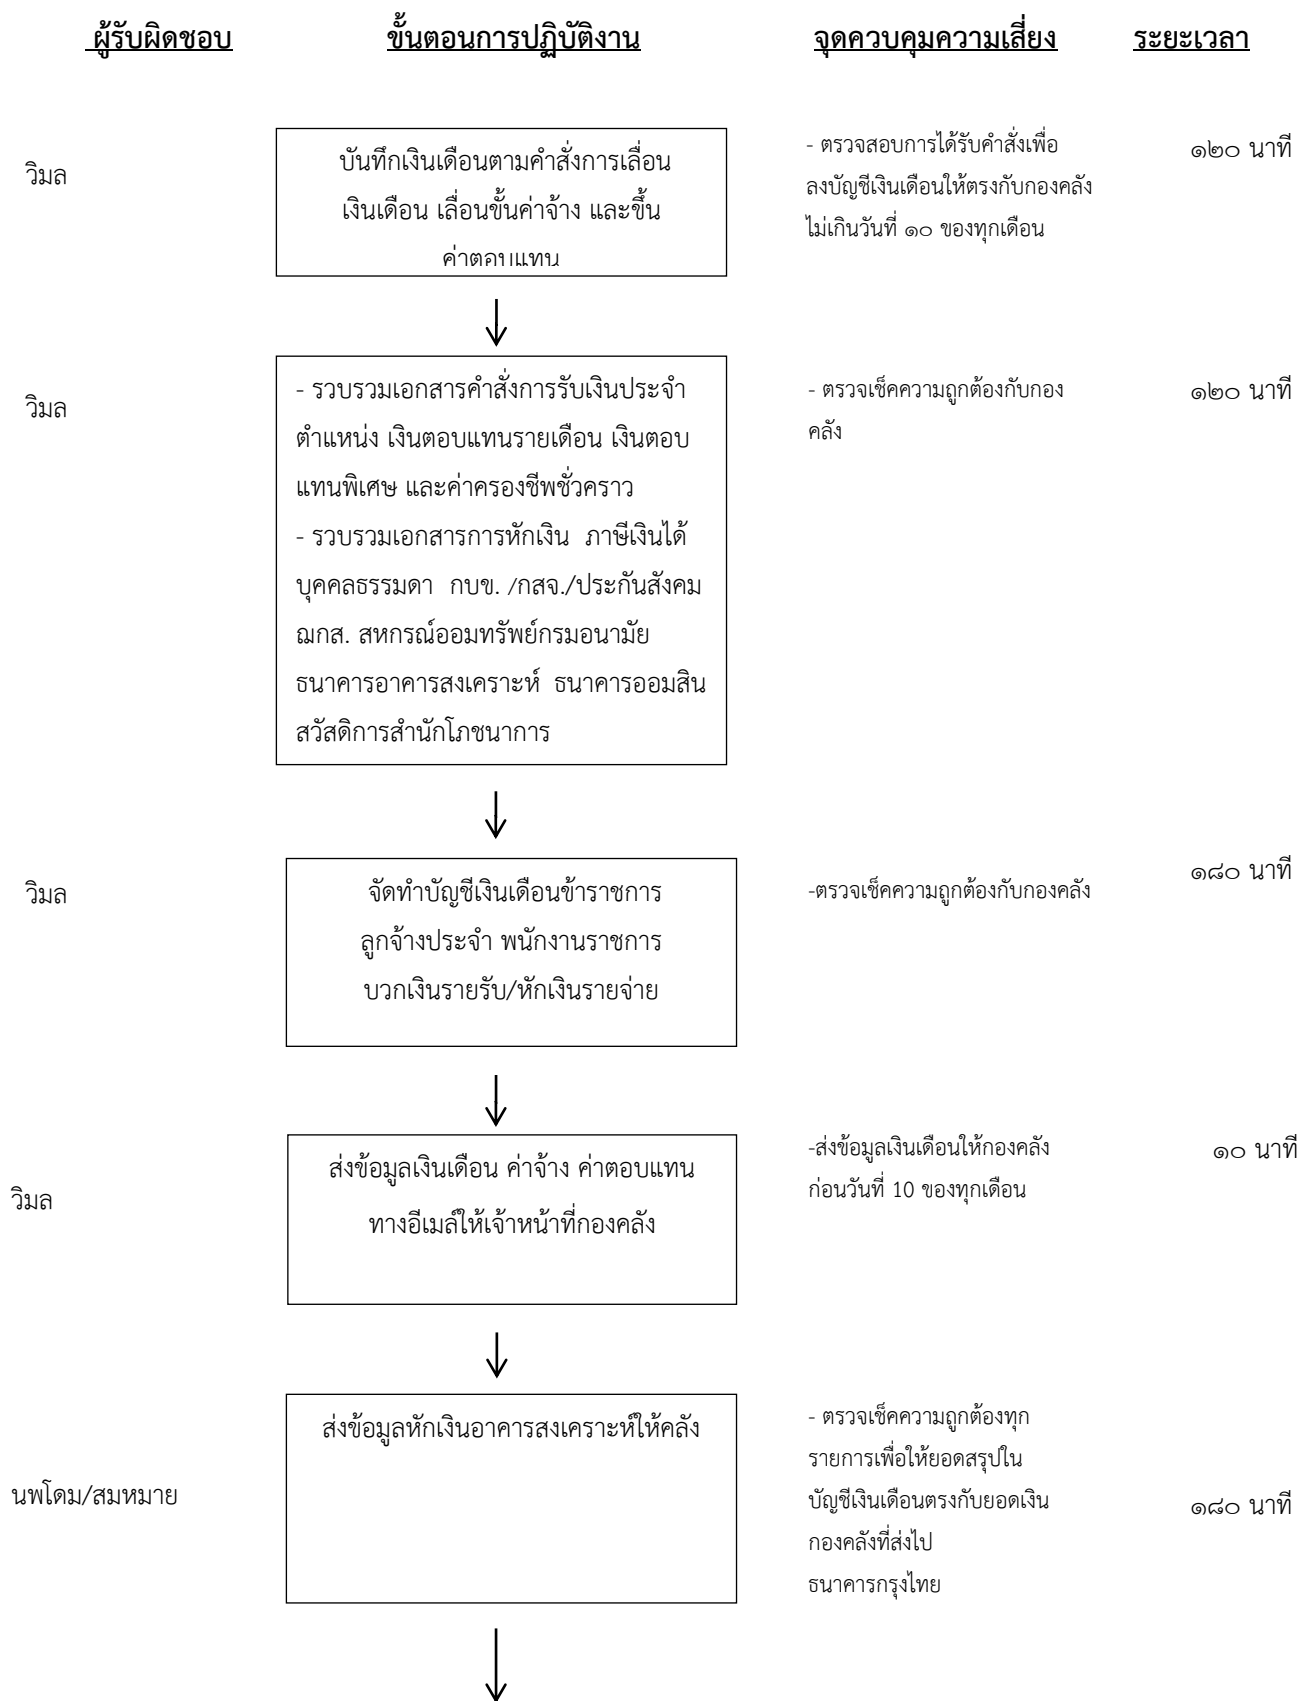 ผู้รับผิดชอบ ขั้นตอนการปฏิบัติงาน จุดควบคุมความเสี่ยง ระยะเวลา
วิมล
บันทึกเงินเดือนตามคำสั่งการเลื่อน
เงินเดือน เลื่อนขั้นค่าจ้าง และขึ้น
ค่าตอบแทน
- ตรวจสอบการได้รับคำสั่งเพื่อ
ลงบัญชีเงินเดือนให้ตรงกับกองคลัง
ไม่เกินวันที่ ๑๐ ของทุกเดือน
๑๒๐ นาที
วิมล
- รวบรวมเอกสารคำสั่งการรับเงินประจำ
ตำแหน่ง เงินตอบแทนรายเดือน เงินตอบ
แทนพิเศษ และค่าครองชีพชั่วคราว
- รวบรวมเอกสารการหักเงิน ภาษีเงินได้
บุคคลธรรมดา กบข. /กสจ./ประกันสังคม
ฌกส. สหกรณ์ออมทรัพย์กรมอนามัย
ธนาคารอาคารสงเคราะห์ ธนาคารออมสิน
สวัสดิการสำนักโภชนาการ
- ตรวจเช็คความถูกต้องกับกอง
คลัง
๑๒๐ นาที
วิมล
จัดทำบัญชีเงินเดือนข้าราชการ
ลูกจ้างประจำ พนักงานราชการ
บวกเงินรายรับ/หักเงินรายจ่าย
-ตรวจเช็คความถูกต้องกับกองคลัง
๑๘๐ นาที
วิมล
ส่งข้อมูลเงินเดือน ค่าจ้าง ค่าตอบแทน
ทางอีเมล์ให้เจ้าหน้าที่กองคลัง
-ส่งข้อมูลเงินเดือนให้กองคลัง
ก่อนวันที่ 10 ของทุกเดือน
๑๐ นาที
นพโดม/สมหมาย
ส่งข้อมูลหักเงินอาคารสงเคราะห์ให้คลัง
- ตรวจเช็คความถูกต้องทุก
รายการเพื่อให้ยอดสรุปใน
บัญชีเงินเดือนตรงกับยอดเงิน
กองคลังที่ส่งไป
ธนาคารกรุงไทย
๑๘๐ นาที